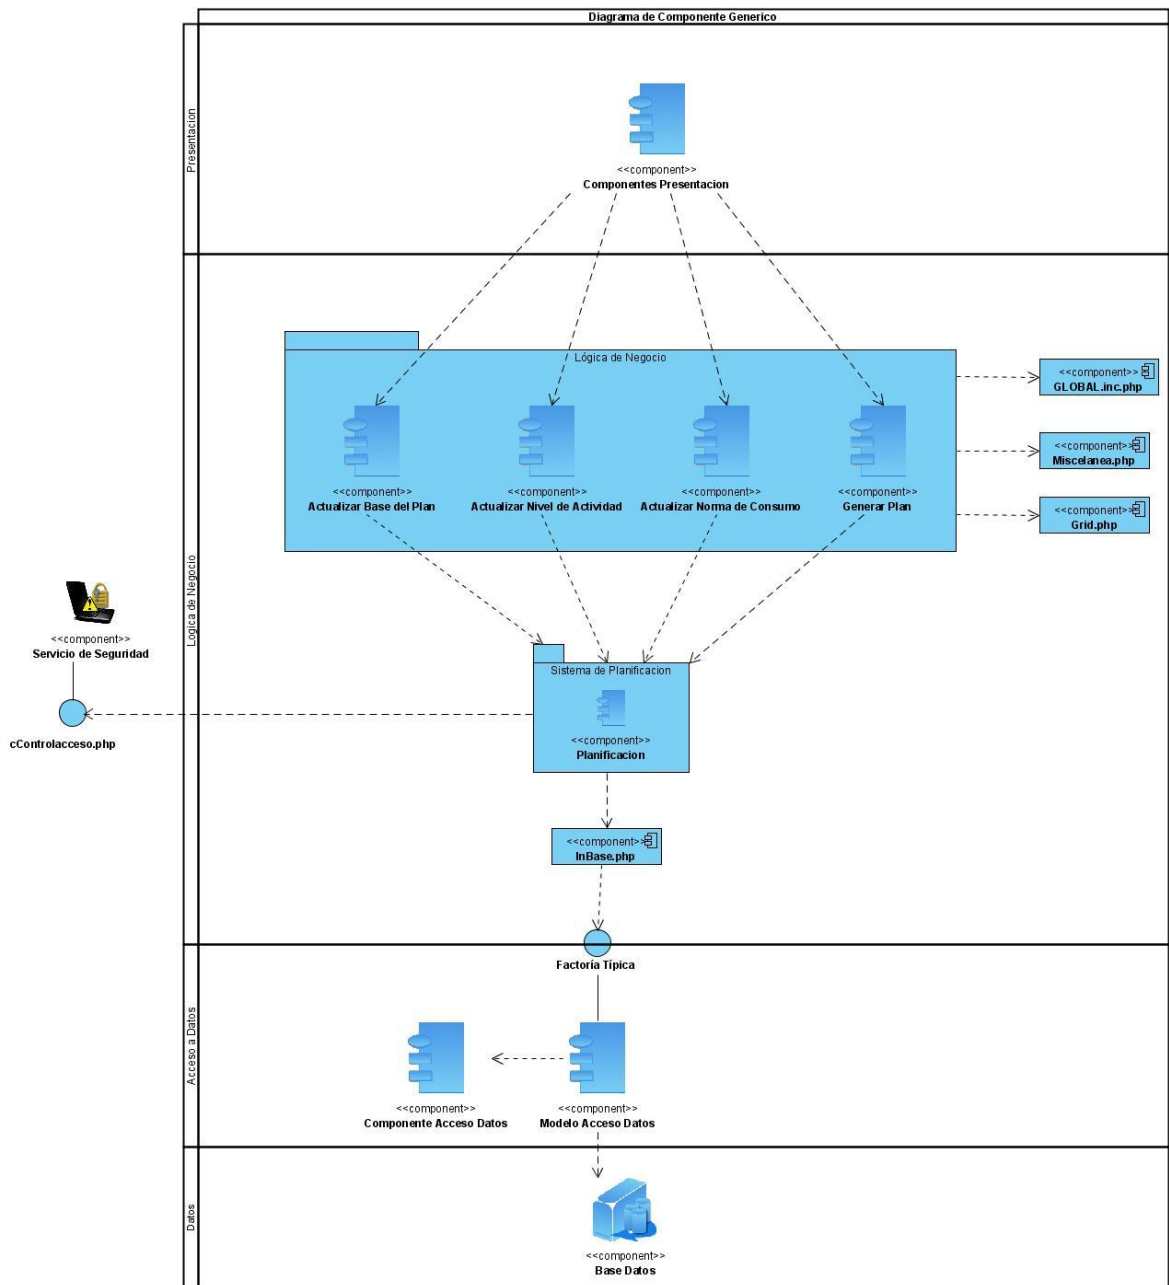 Diagrama de Componente Generico
Presentacion
<<component>>
Componentes Presentacion
Logica de Negocio
Lógica de Negocio
<<component>>
Actualizar Base del Plan
<<component>>
Actualizar Nivel de Actividad
<<component>>
Actualizar Norma de Consumo
<<component>>
Generar Plan
<<component>>
GLOBAL.inc.php
<<component>>
Miscelanea.php
<<component>>
Grid.php
<<component>>
Servicio de Seguridad
cControlacceso.php
Sistema de Planificacion
<<component>>
Planificacion
<<component>>
InBase.php
Factoría Típica
Acceso a Datos
<<component>>
Componente Acceso Datos
<<component>>
Modelo Acceso Datos
Datos
<<component>>
Base Datos